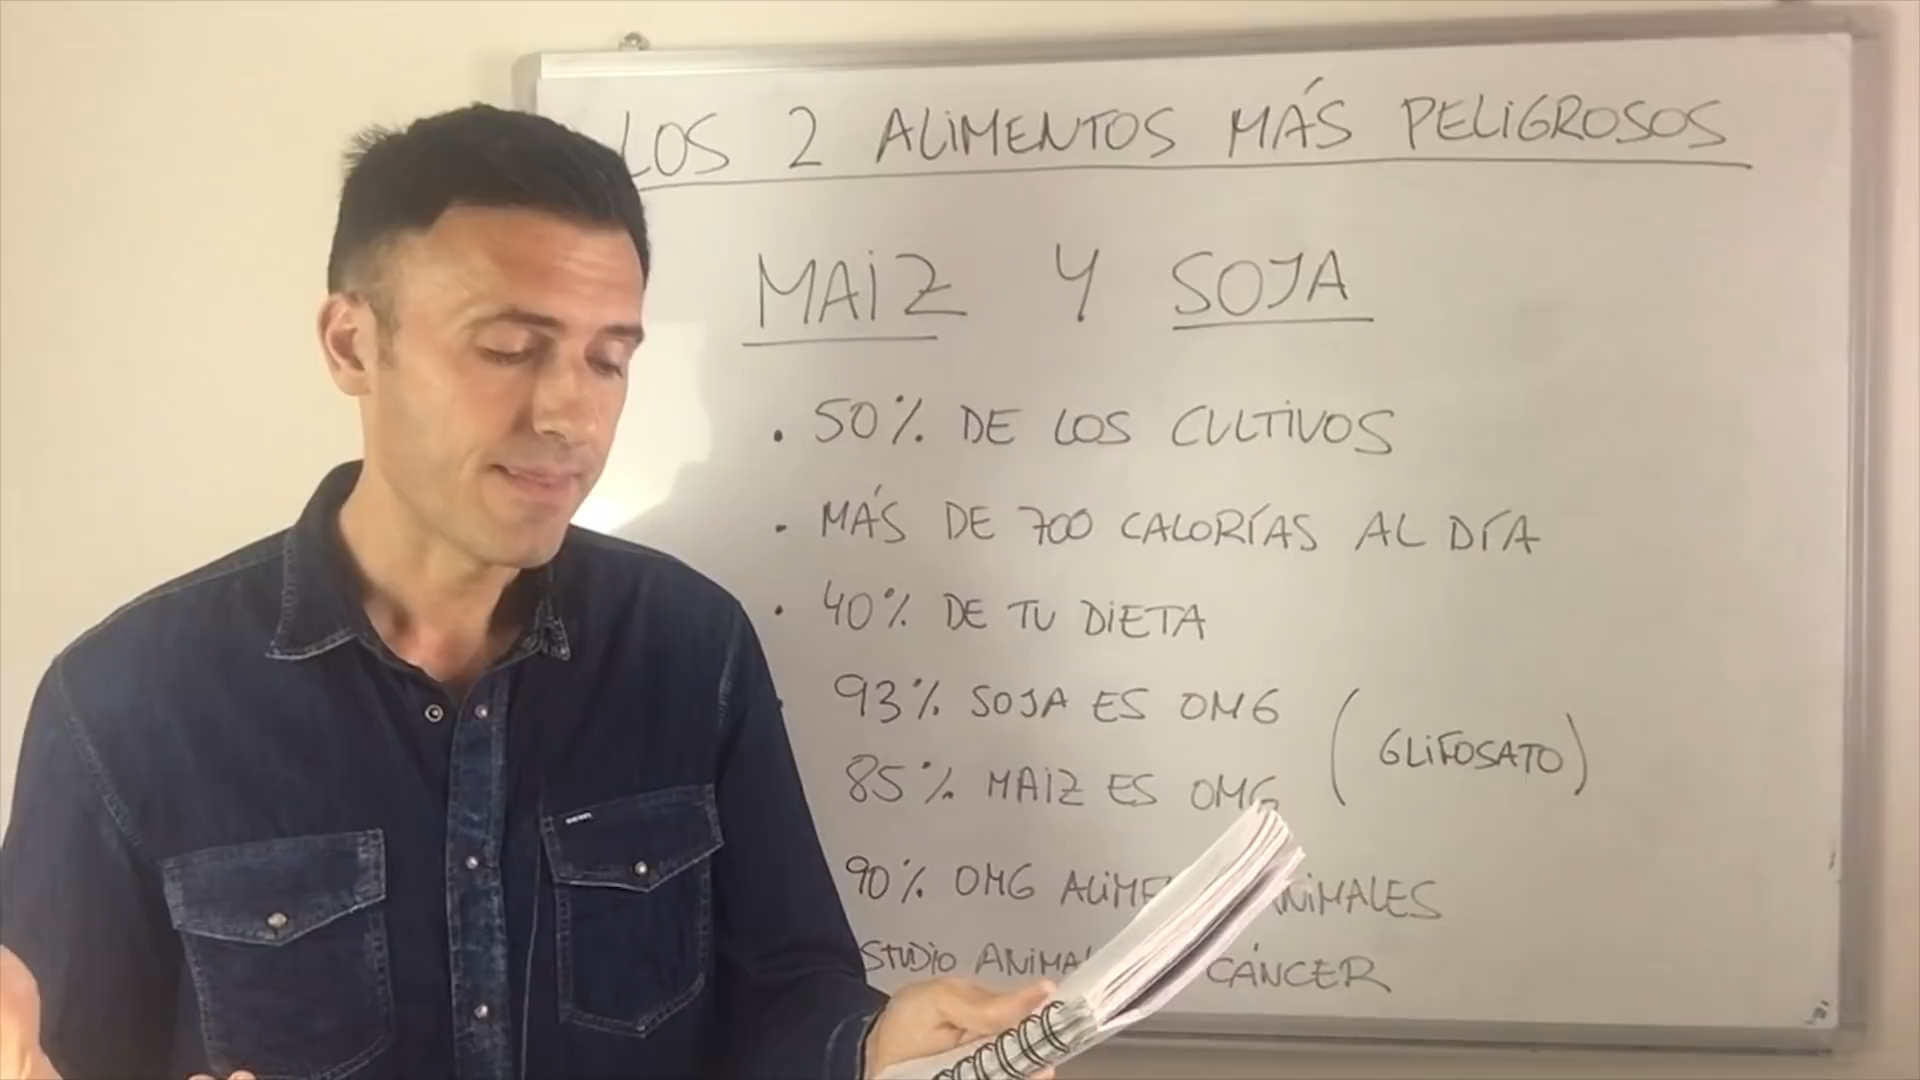 LOS 2 ALIMENTOS MÁS PELIGROSOS
MAIZ Y SOJA
• 50% DE LOS CULTIVOS
• MÁS DE 700 CALORÍAS AL DÍA
• 40% DE TU DIETA
93% SOJA ES OMG
85% MAIZ ES OMG
(GLIFOSATO)
90% OMG ANIMALES
CÁNCER